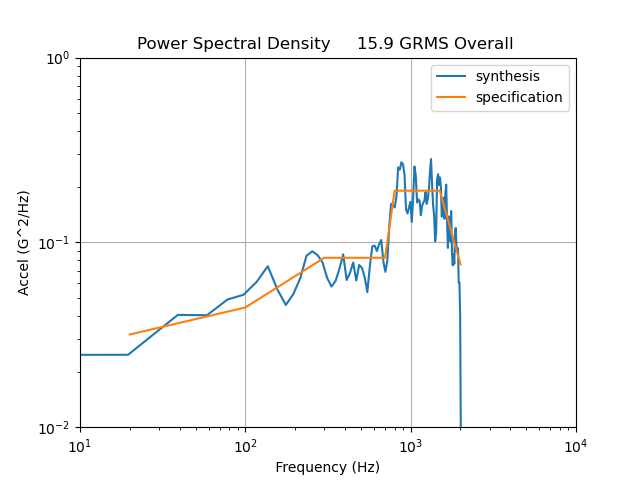 Power Spectral Density     15.9 GRMS Overall
10^0
10^-1
10^-2
Accel (G^2/Hz)
synthesis
specification
10^1 10^2 10^3 10^4
Frequency (Hz)